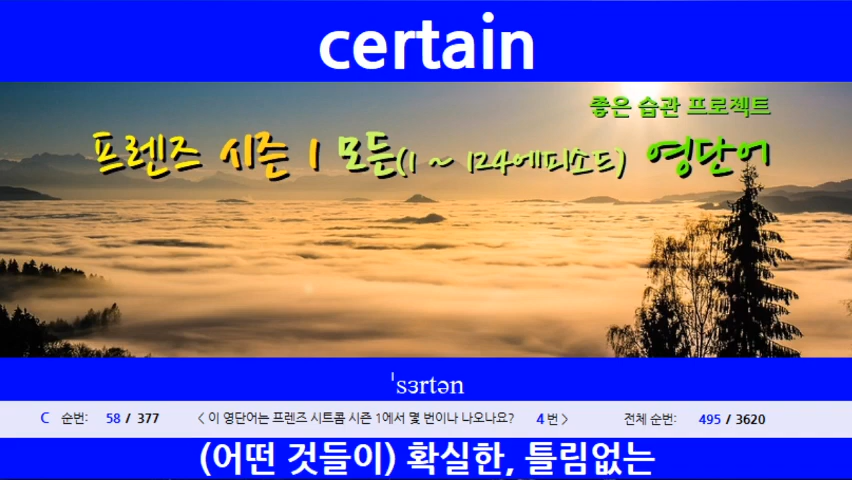 certain
좋은 습관 프로젝트
프렌즈 시즌 1 모든(1 ~ 124에피소드) 영단어
ˈsɜrtən
C 순번: 58 / 377 < 이 영단어는 프렌즈 시트콤 시즌 1에서 몇 번이나 나오나요? 4 번 > 전체 순번: 495 / 3620
(어떤 것들이) 확실한, 틀림없는